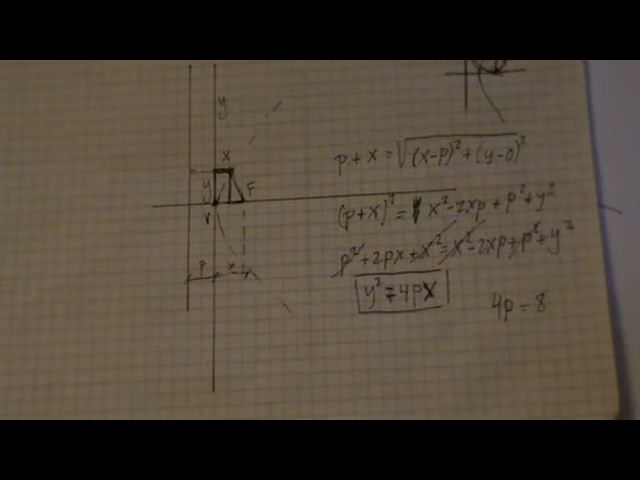 y
x
p + x = √(x-p)² + (y-0)²
y
F
V
(p+x)² = x² - 2xp + p² + y²
p² + 2px + x² = x² - 2xp + p² + y²
p
x
y² = 4px
4p = 8